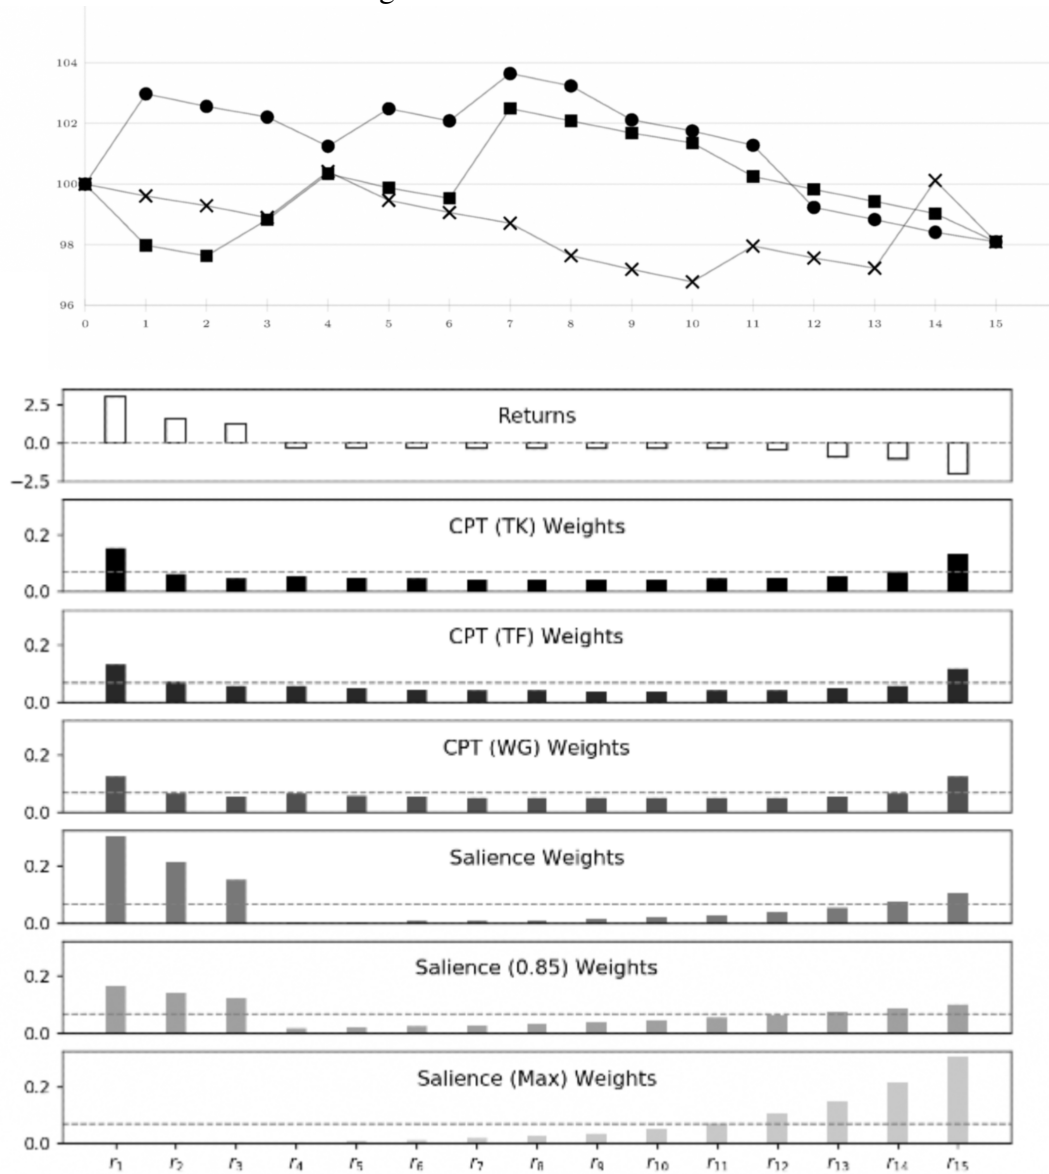 104
102
100
98
96
0 1 2 3 4 5 6 7 8 9 10 11 12 13 14 15
Returns
2.5
0.0
−2.5
CPT (TK) Weights
0.2
0.0
CPT (TF) Weights
0.2
0.0
CPT (WG) Weights
0.2
0.0
Salience Weights
0.2
0.0
Salience (0.85) Weights
0.2
0.0
Salience (Max) Weights
0.2
0.0
r1 r2 r3 r4 r5 r6 r7 r8 r9 r10 r11 r12 r13 r14 r15